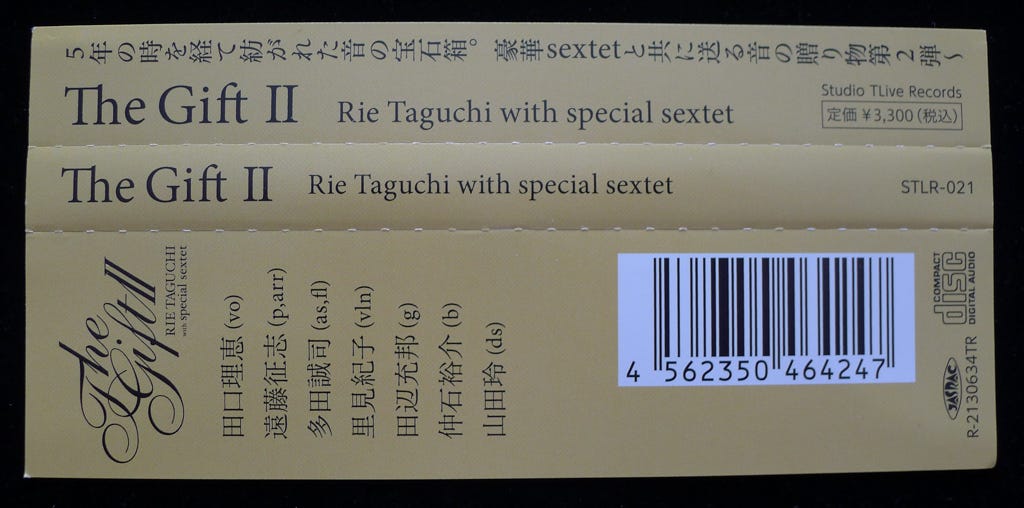 5年の時を経て紡がれた音の宝石箱。 豪華sextetと共に送る音の贈り物第2弾〜
The Gift II Rie Taguchi with special sextet
Studio TLive Records
定価 ¥3,300 (税込)
The Gift II Rie Taguchi with special sextet
STLR-021
The Gift II
RIE TAGUCHI
with special sextet
田口理恵 (vo)
遠藤征志 (p,arr)
多田誠司 (as,fl)
里見紀子 (vln)
田辺充邦 (g)
仲石裕介 (b)
山田玲 (ds)
4 562350 464247
COMPACT
disc
DIGITAL AUDIO
JASRAC
R-2130634TR